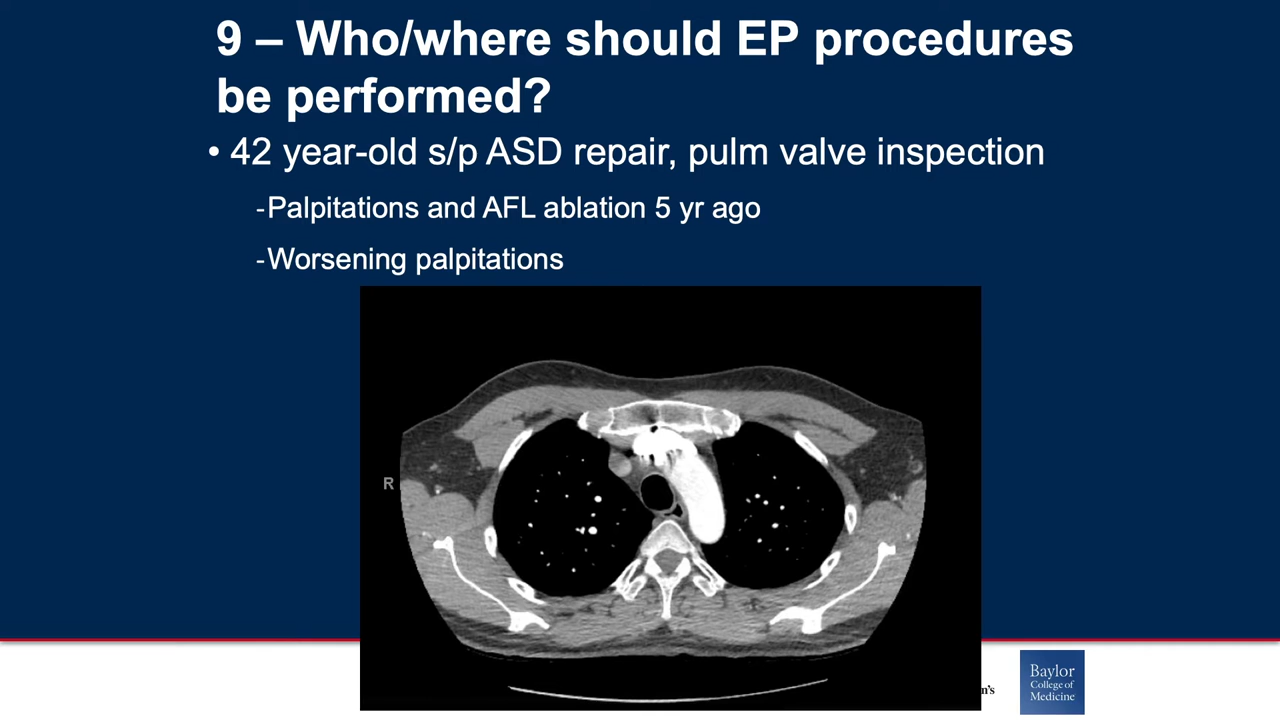 9 – Who/where should EP procedures
be performed?
• 42 year-old s/p ASD repair, pulm valve inspection
-Palpitations and AFL ablation 5 yr ago
-Worsening palpitations
R
Baylor
College of
Medicine